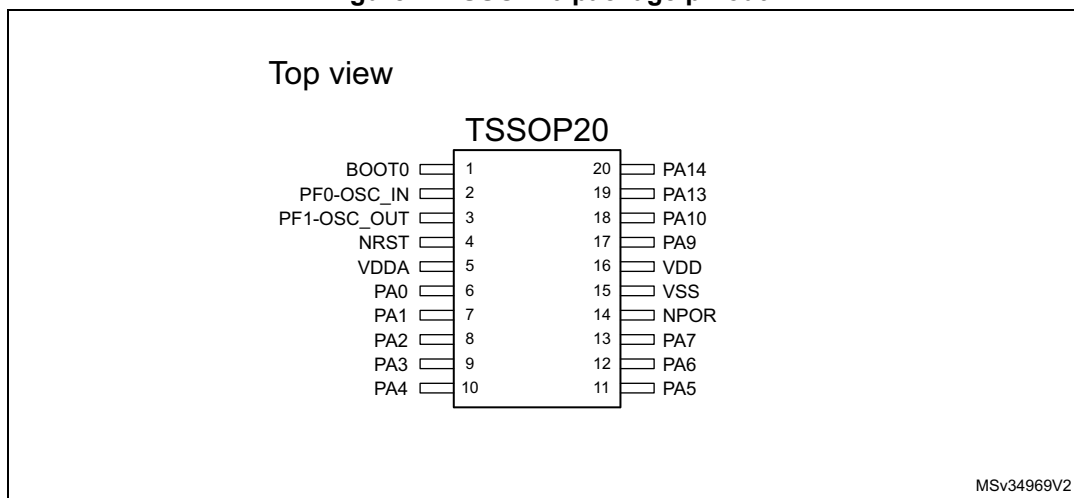 Top view
TSSOP20
BOOT0 1 20 PA14
PF0-OSC_IN 2 19 PA13
PF1-OSC_OUT 3 18 PA10
NRST 4 17 PA9
VDDA 5 16 VDD
PA0 6 15 VSS
PA1 7 14 NPOR
PA2 8 13 PA7
PA3 9 12 PA6
PA4 10 11 PA5
MSv34969V2